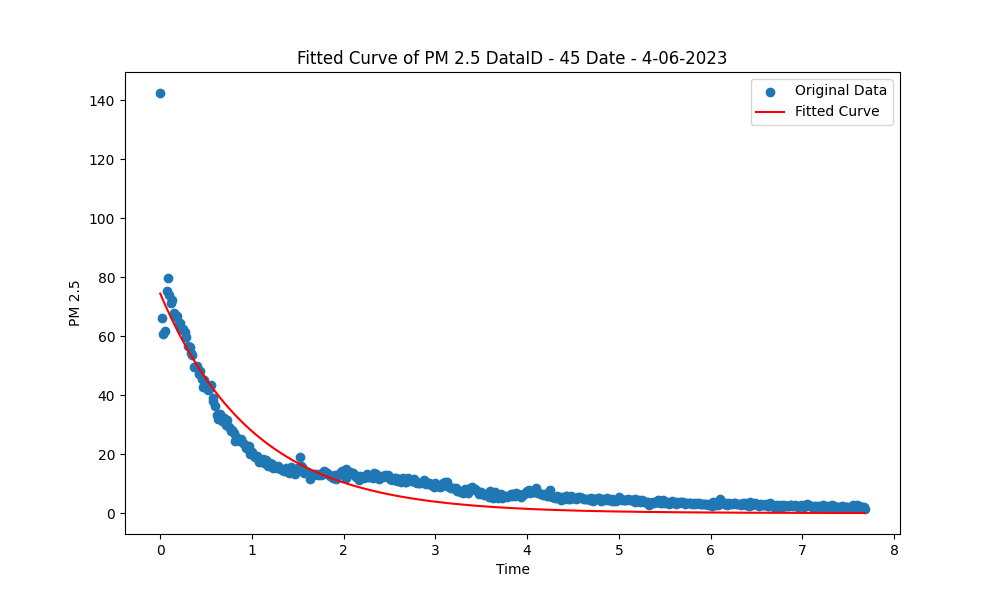 Fitted Curve of PM 2.5 DataID - 45 Date - 4-06-2023
Original Data
Fitted Curve
140
120
100
80
60
40
20
0
PM 2.5
0 1 2 3 4 5 6 7 8
Time